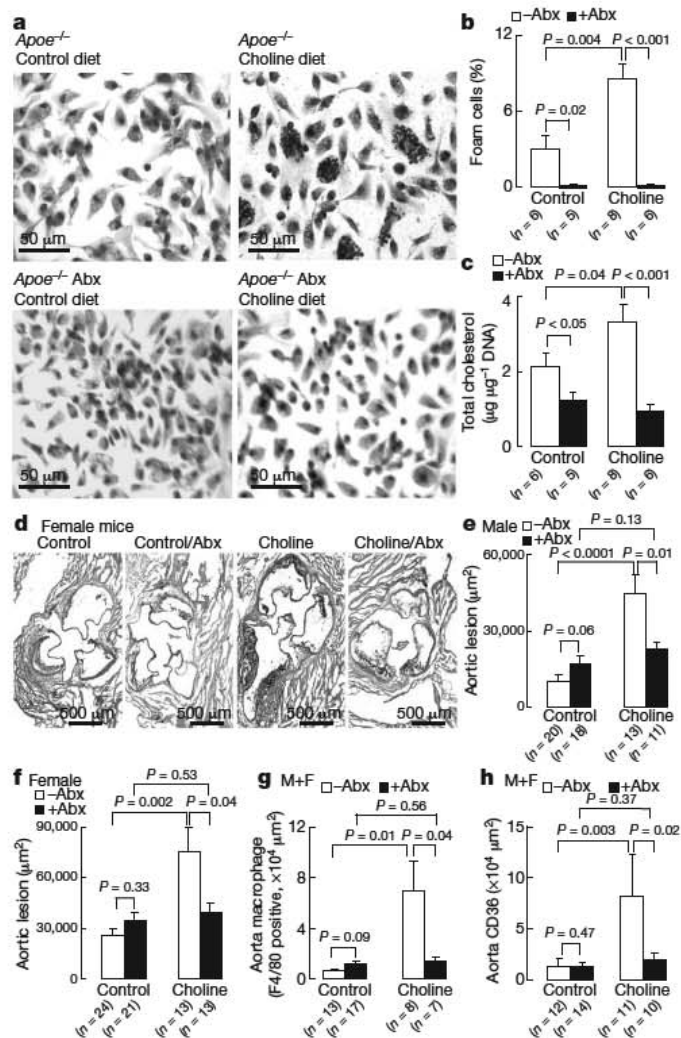 a
Apoe–/–
Control diet
Apoe–/–
Choline diet
50 μm
50 μm
Apoe–/– Abx
Control diet
Apoe–/– Abx
Choline diet
50 μm
50 μm
b
–Abx +Abx
P = 0.004 P < 0.001
P = 0.02
Foam cells (%)
12
6
0
Control Choline
(n = 6) (n = 5) (n = 8) (n = 6)
c
–Abx
+Abx
P = 0.04 P < 0.001
P < 0.05
Total cholesterol
(μg μg–1 DNA)
4
2
0
Control Choline
(n = 6) (n = 5) (n = 8) (n = 6)
d Female mice
Control Control/Abx Choline Choline/Abx
500 μm 500 μm 500 μm 500 μm
e Male
–Abx
+Abx
P = 0.13
P < 0.0001 P = 0.01
P = 0.06
Aortic lesion (μm2)
60,000
30,000
0
Control Choline
(n = 20) (n = 18) (n = 13) (n = 11)
f Female
–Abx
+Abx
P = 0.53
P = 0.002 P = 0.04
P = 0.33
Aortic lesion (μm2)
90,000
60,000
30,000
0
Control Choline
(n = 24) (n = 21) (n = 13) (n = 13)
g M+F
–Abx +Abx
P = 0.56
P = 0.01 P = 0.04
P = 0.09
Aorta macrophage
(F4/80 positive, ×104 μm2)
12
8
4
0
Control Choline
(n = 13) (n = 17) (n = 8) (n = 7)
h M+F
–Abx +Abx
P = 0.37
P = 0.003 P = 0.02
P = 0.47
Aorta CD36 (×104 μm2)
15
10
5
0
Control Choline
(n = 12) (n = 14) (n = 11) (n = 10)